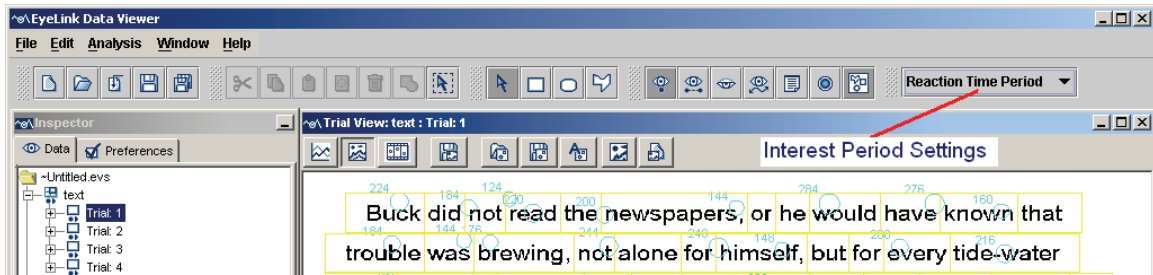 EyeLink Data Viewer
File Edit Analysis Window Help
Reaction Time Period
Inspector
Trial View: text : Trial: 1
Data Preferences
Interest Period Settings
~Untitled.evs
text
Trial: 1
Trial: 2
Trial: 3
Trial: 4
224 184 124 220 200 144 284 276 160
Buck did not read the newspapers, or he would have known that
184 144 176 244 248 148 200 216
trouble was brewing, not alone for himself, but for every tide-water